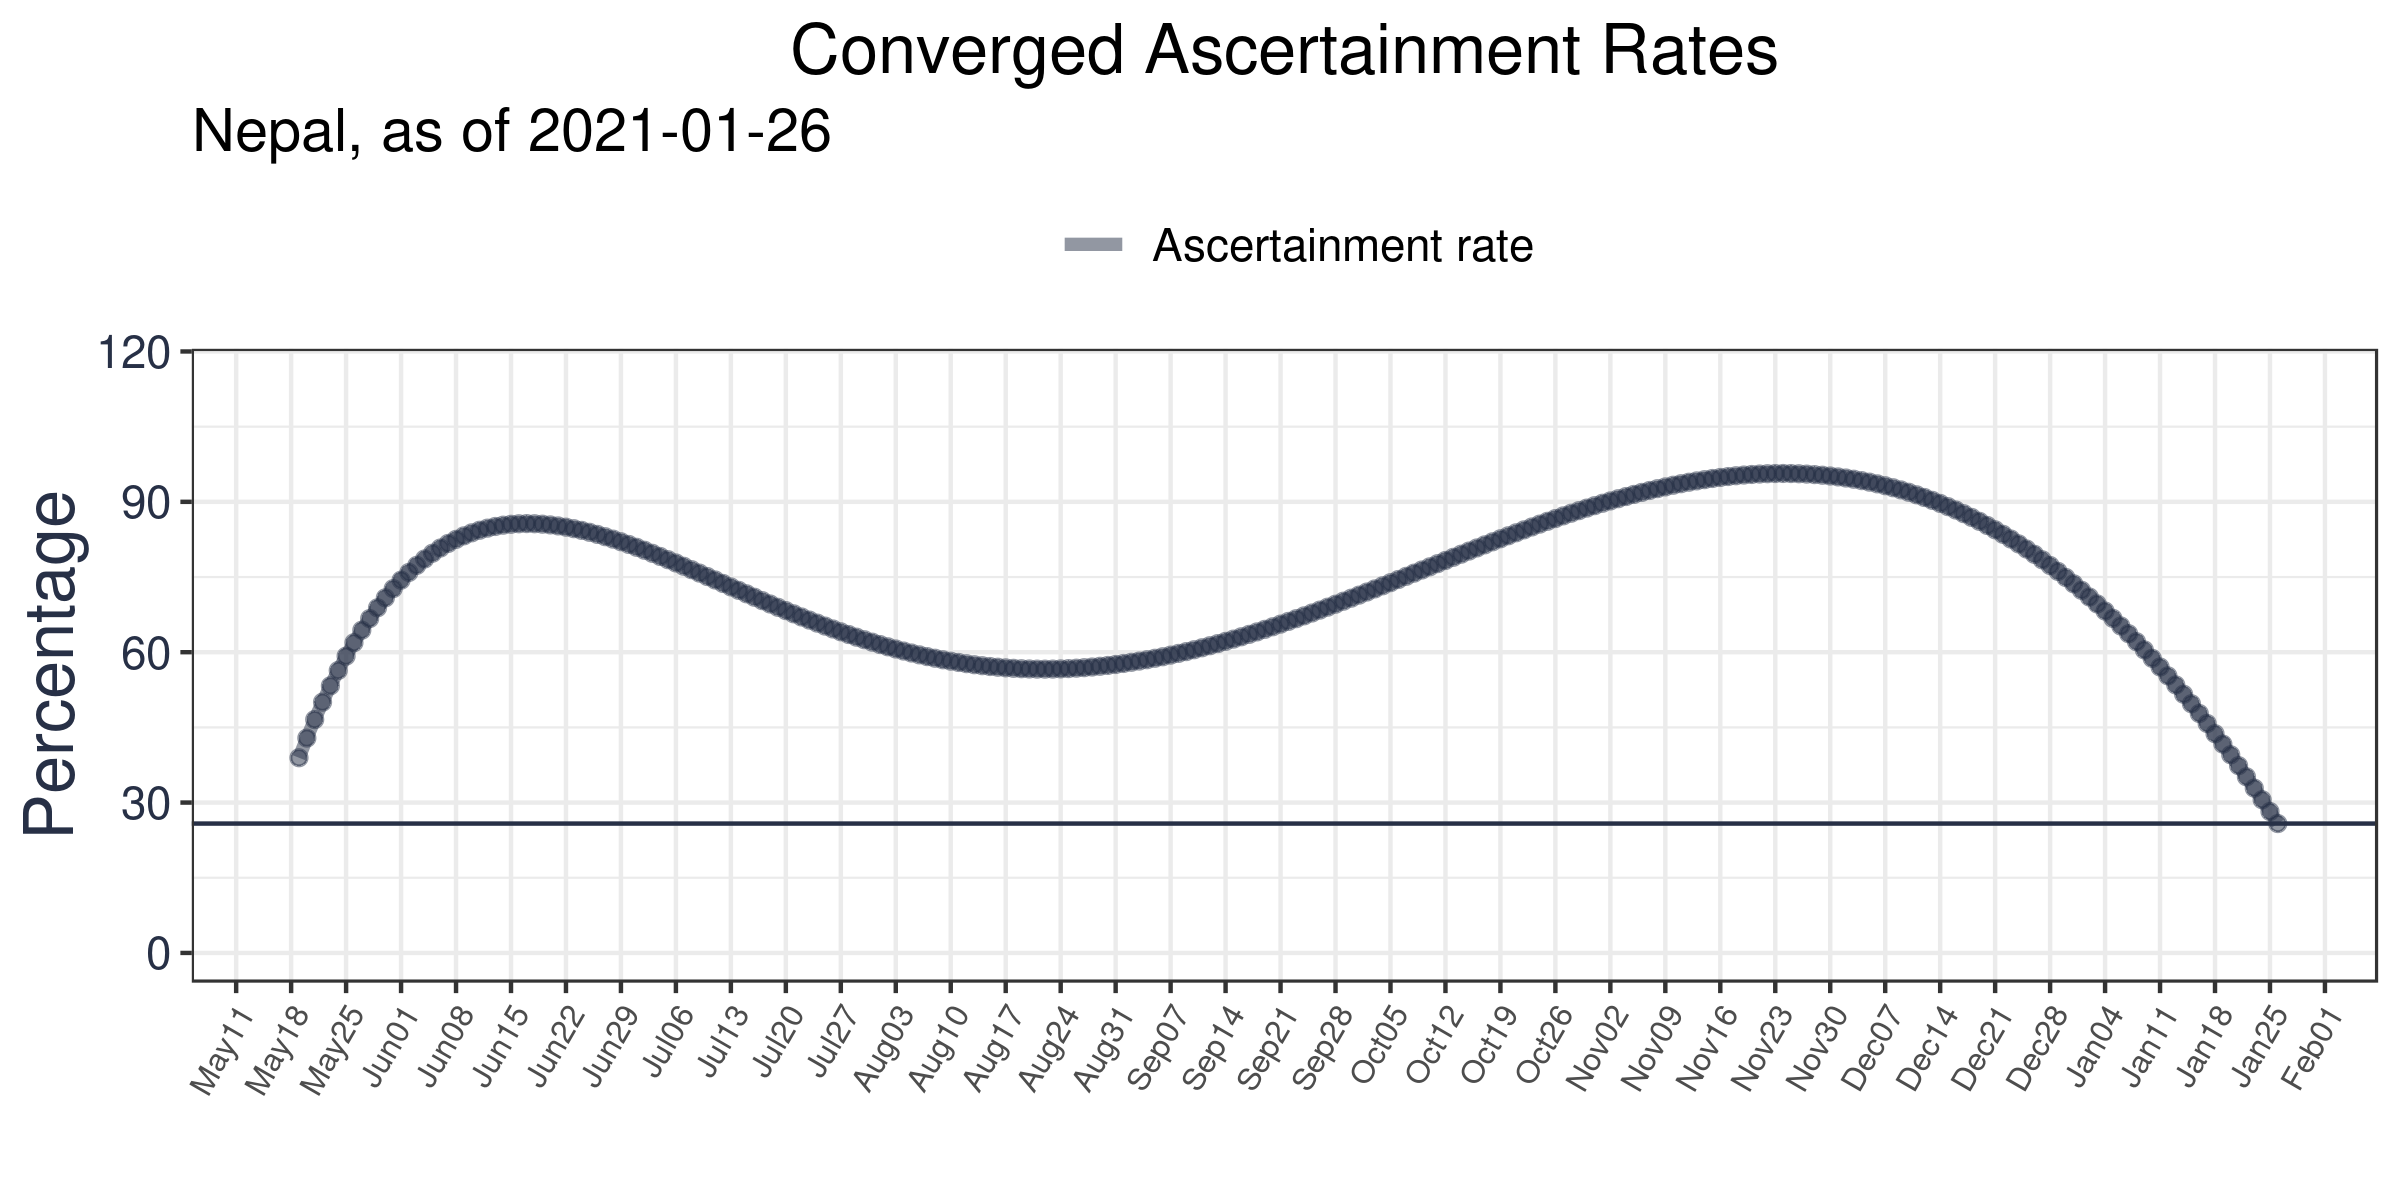 Converged Ascertainment Rates
Nepal, as of 2021-01-26
Ascertainment rate
Percentage
120
90
60
30
0
May11
May18
May25
Jun01
Jun08
Jun15
Jun22
Jun29
Jul06
Jul13
Jul20
Jul27
Aug03
Aug10
Aug17
Aug24
Aug31
Sep07
Sep14
Sep21
Sep28
Oct05
Oct12
Oct19
Oct26
Nov02
Nov09
Nov16
Nov23
Nov30
Dec07
Dec14
Dec21
Dec28
Jan04
Jan11
Jan18
Jan25
Feb01